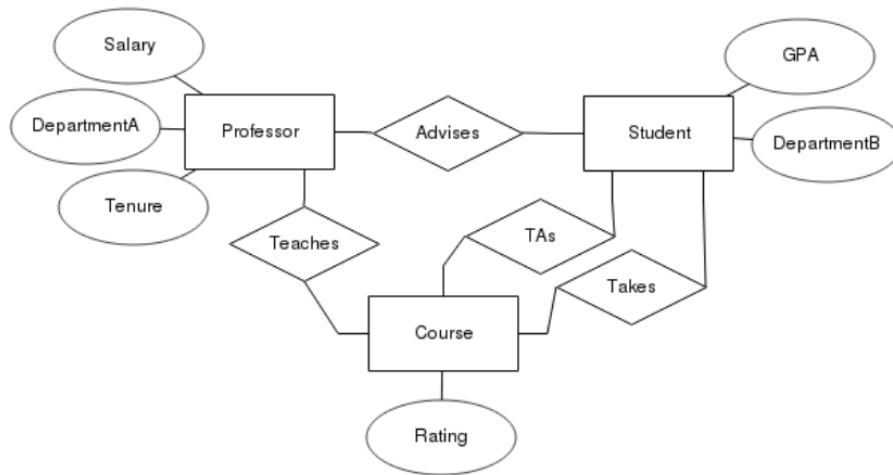 Salary
GPA
DepartmentA
Professor
Advises
Student
DepartmentB
Tenure
Teaches
TAs
Takes
Course
Rating